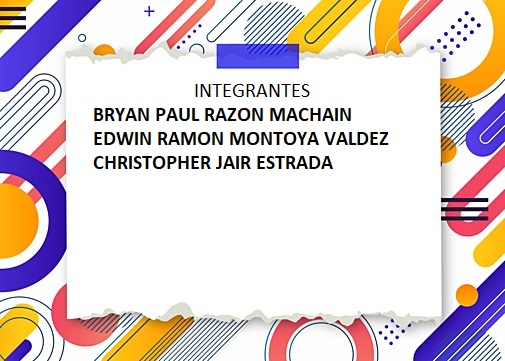 INTEGRANTES
BRYAN PAUL RAZON MACHAIN
EDWIN RAMON MONTOYA VALDEZ
CHRISTOPHER JAIR ESTRADA